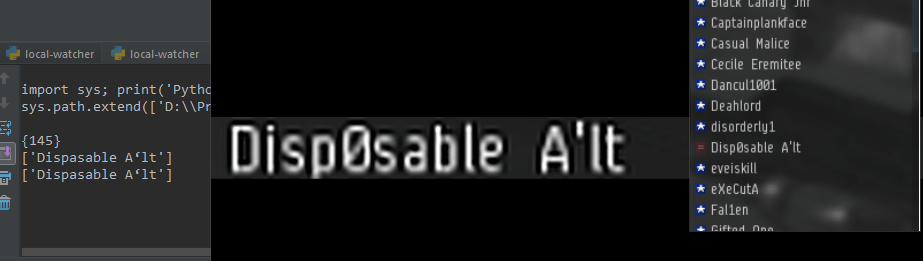 local-watcher local-watcher
import sys; print('Pytho
sys.path.extend(['D:\\Pr
{145}
['Dispasable A‘lt']
['Dispasable A‘lt']
Disp0sable A'lt
Black Canary Jnr
Captainplankface
Casual Malice
Cecile Eremitee
Dancul1001
Deahlord
disorderly1
Disp0sable A'lt
eveiskill
eXeCutA
Fal1en
Gifted One